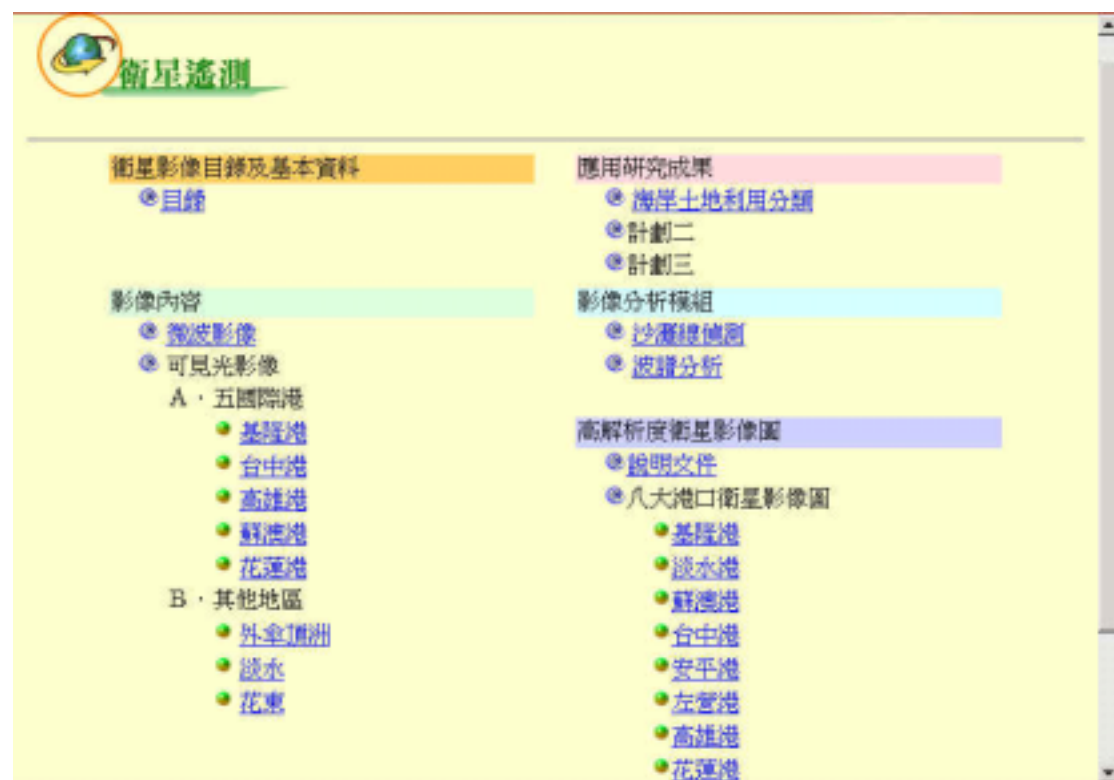 衛星遙測
衛星影像目錄及基本資料
目錄
影像內容
微波影像
可見光影像
A．五國際港
基隆港
台中港
高雄港
蘇澳港
花蓮港
B．其他地區
外傘頂洲
淡水
花東
應用研究成果
海岸土地利用分類
計劃二
計劃三
影像分析模組
沙灘線偵測
波譜分析
高解析度衛星影像圖
說明文件
八大港口衛星影像圖
基隆港
淡水港
蘇澳港
台中港
安平港
左營港
高雄港
花蓮港